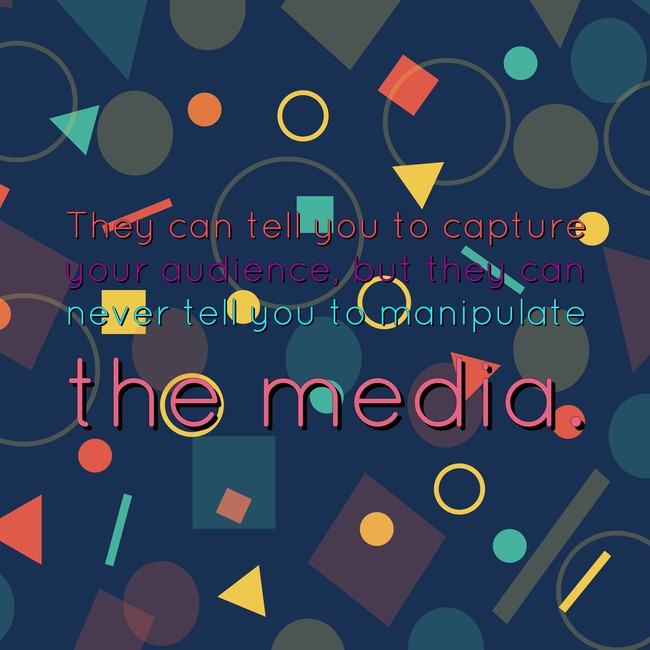 They can tell you to capture
your audience, but they can
never tell you to manipulate
the media.